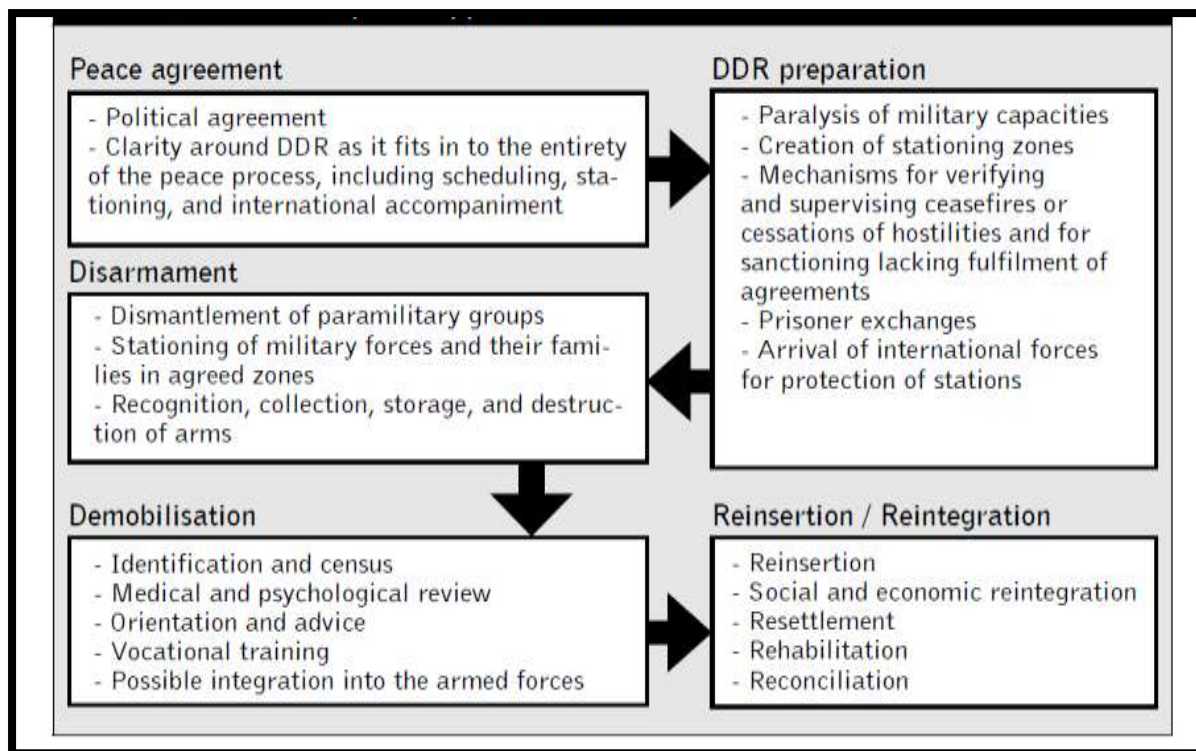 Peace agreement
- Political agreement
- Clarity around DDR as it fits in to the entirety
of the peace process, including scheduling, sta-
tioning, and international accompaniment
DDR preparation
- Paralysis of military capacities
- Creation of stationing zones
- Mechanisms for verifying
and supervising ceasefires or
cessations of hostilities and for
sanctioning lacking fulfilment of
agreements
- Prisoner exchanges
- Arrival of international forces
for protection of stations
Disarmament
- Dismantlement of paramilitary groups
- Stationing of military forces and their fami-
lies in agreed zones
- Recognition, collection, storage, and destruc-
tion of arms
Demobilisation
- Identification and census
- Medical and psychological review
- Orientation and advice
- Vocational training
- Possible integration into the armed forces
Reinsertion / Reintegration
- Reinsertion
- Social and economic reintegration
- Resettlement
- Rehabilitation
- Reconciliation